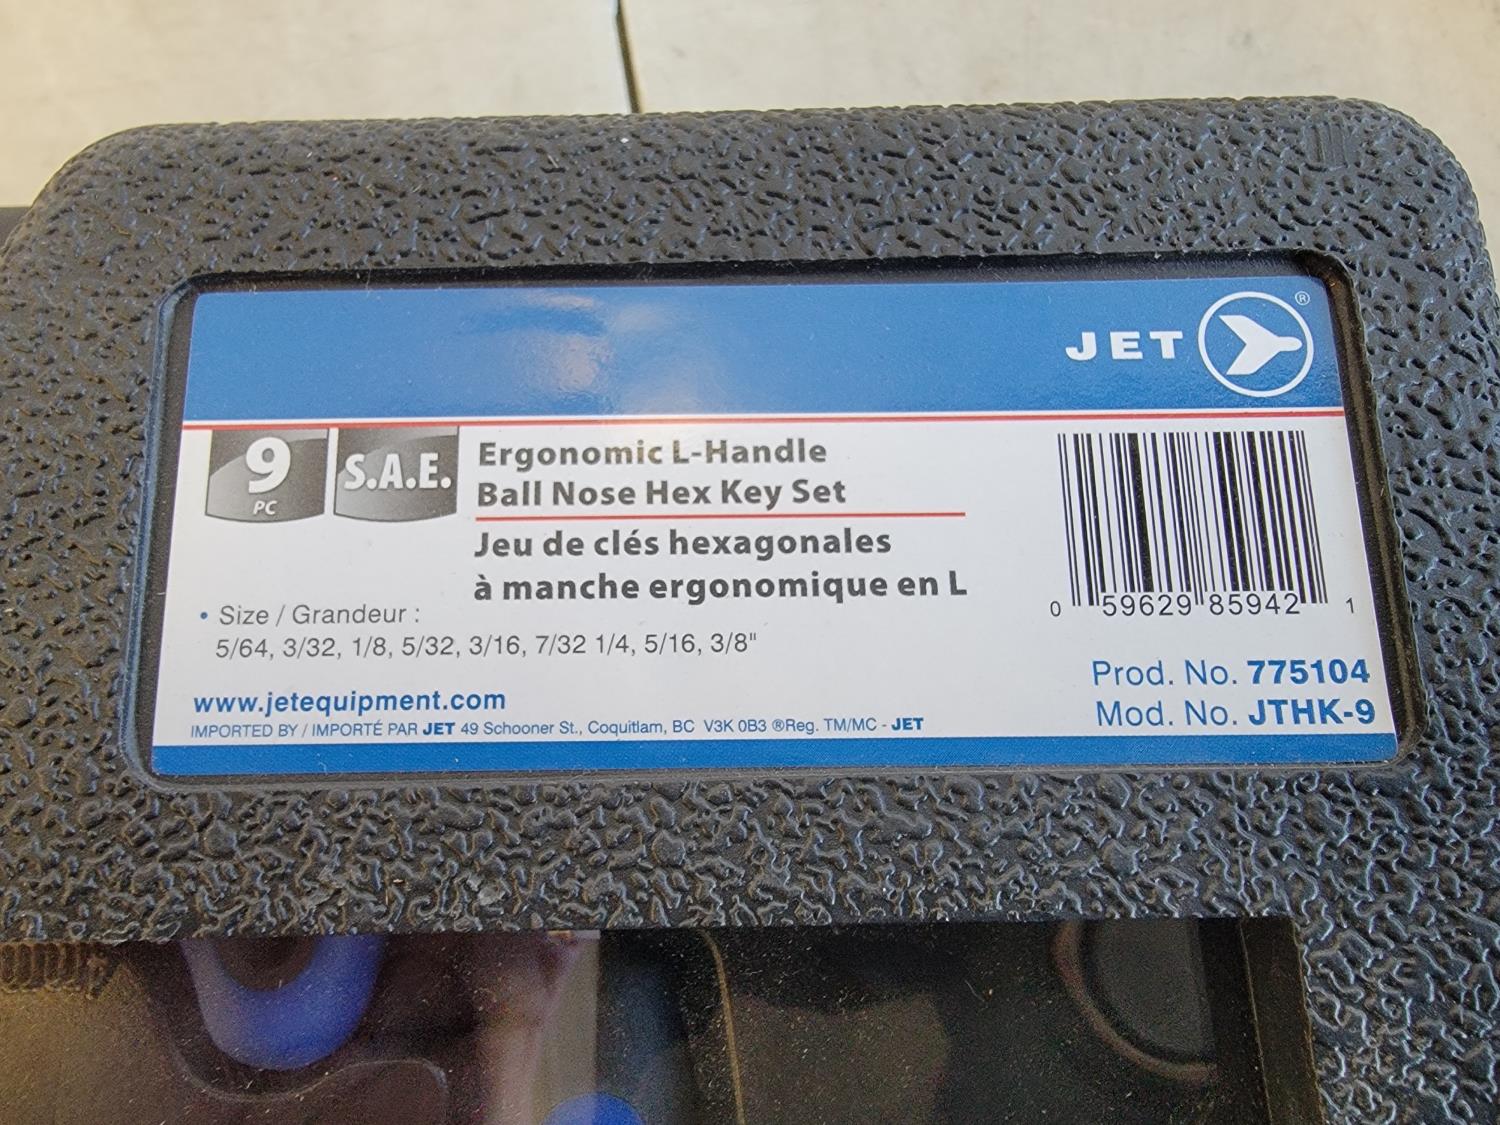 JET®
9
PC
S.A.E.
Ergonomic L-Handle
Ball Nose Hex Key Set
Jeu de clés hexagonales
à manche ergonomique en L
• Size / Grandeur :
5/64, 3/32, 1/8, 5/32, 3/16, 7/32 1/4, 5/16, 3/8"
www.jetequipment.com
IMPORTED BY / IMPORTÉ PAR JET 49 Schooner St., Coquitlam, BC V3K 0B3 ®Reg. TM/MC - JET
0 59629 85942 1
Prod. No. 775104
Mod. No. JTHK-9